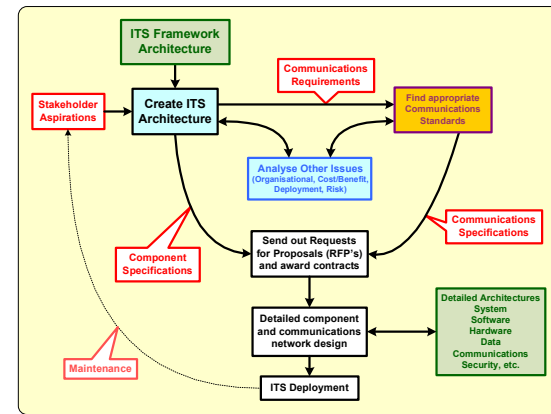 ITS Framework
Architecture
Communications
Requirements
Stakeholder
Aspirations
Create ITS
Architecture
Find appropriate
Communications
Standards
Analyse Other Issues
(Organisational, Cost/Benefit,
Deployment, Risk)
Component
Specifications
Communications
Specifications
Send out Requests
for Proposals (RFP's)
and award contracts
Detailed component
and communications
network design
Detailed Architectures
System
Software
Hardware
Data
Communications
Security, etc.
Maintenance
ITS Deployment